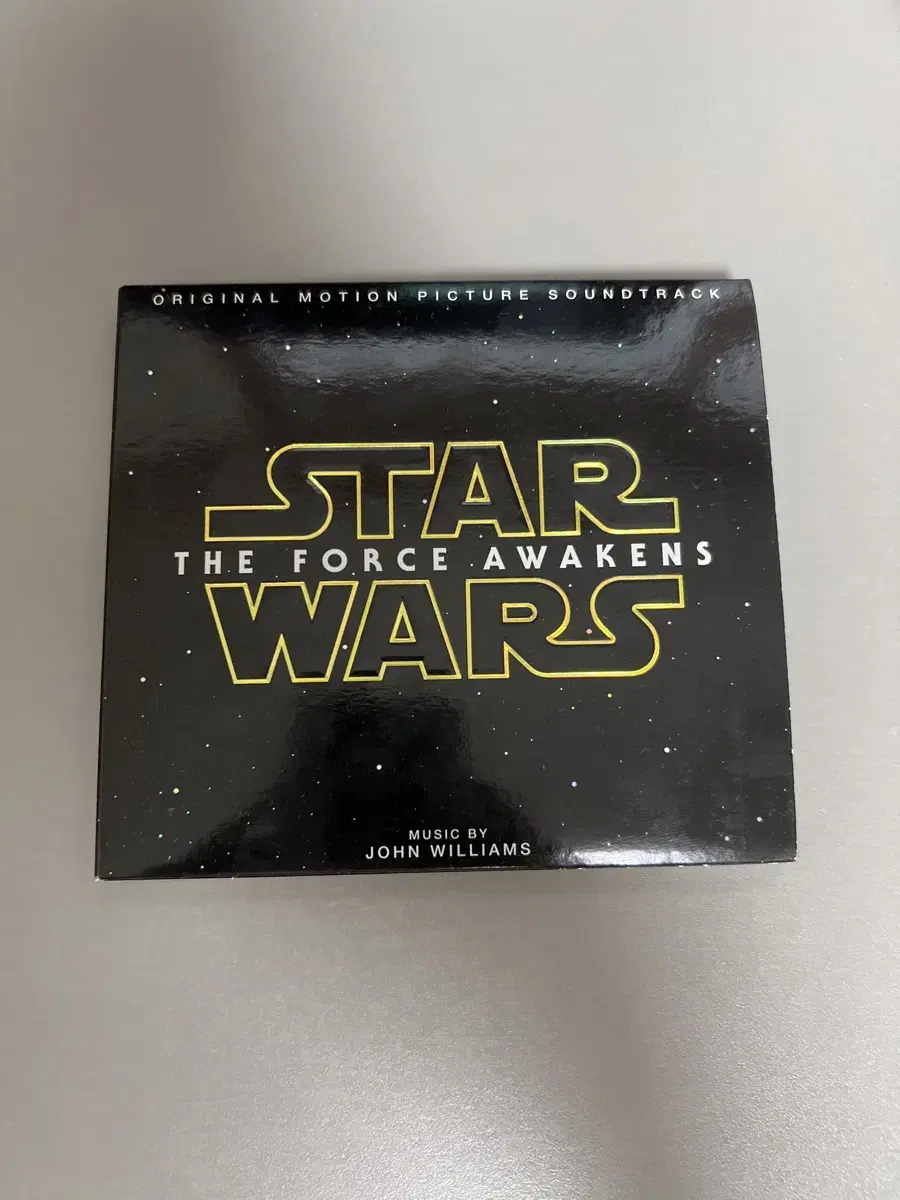 ORIGINAL MOTION PICTURE SOUNDTRACK
STAR
THE FORCE AWAKENS
WARS
MUSIC BY
JOHN WILLIAMS